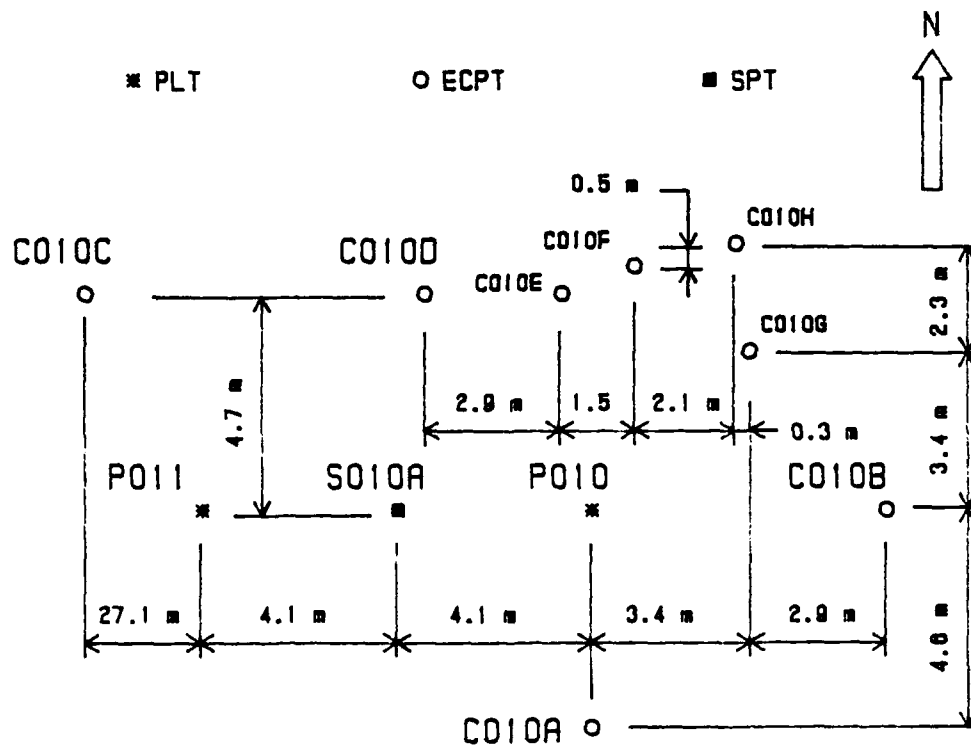 N
PLT
ECPT
SPT
0.5 m
C010H
C010F
C010C
C010D
C010E
C010G
2.3 m
4.7 m
2.9 m
1.5
2.1 m
0.3 m
3.4 m
P011
S010A
P010
C010B
27.1 m
4.1 m
4.1 m
3.4 m
2.9 m
4.6 m
C010A